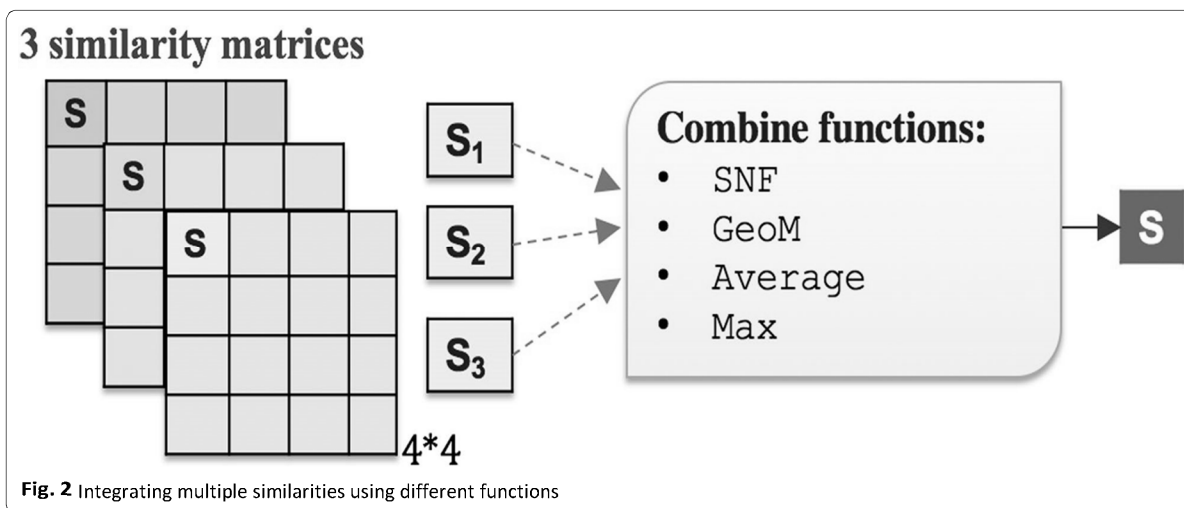 3 similarity matrices
S
S
S
4*4
S1
S2
S3
Combine functions:
• SNF
• GeoM
• Average
• Max
S
Fig. 2 Integrating multiple similarities using different functions